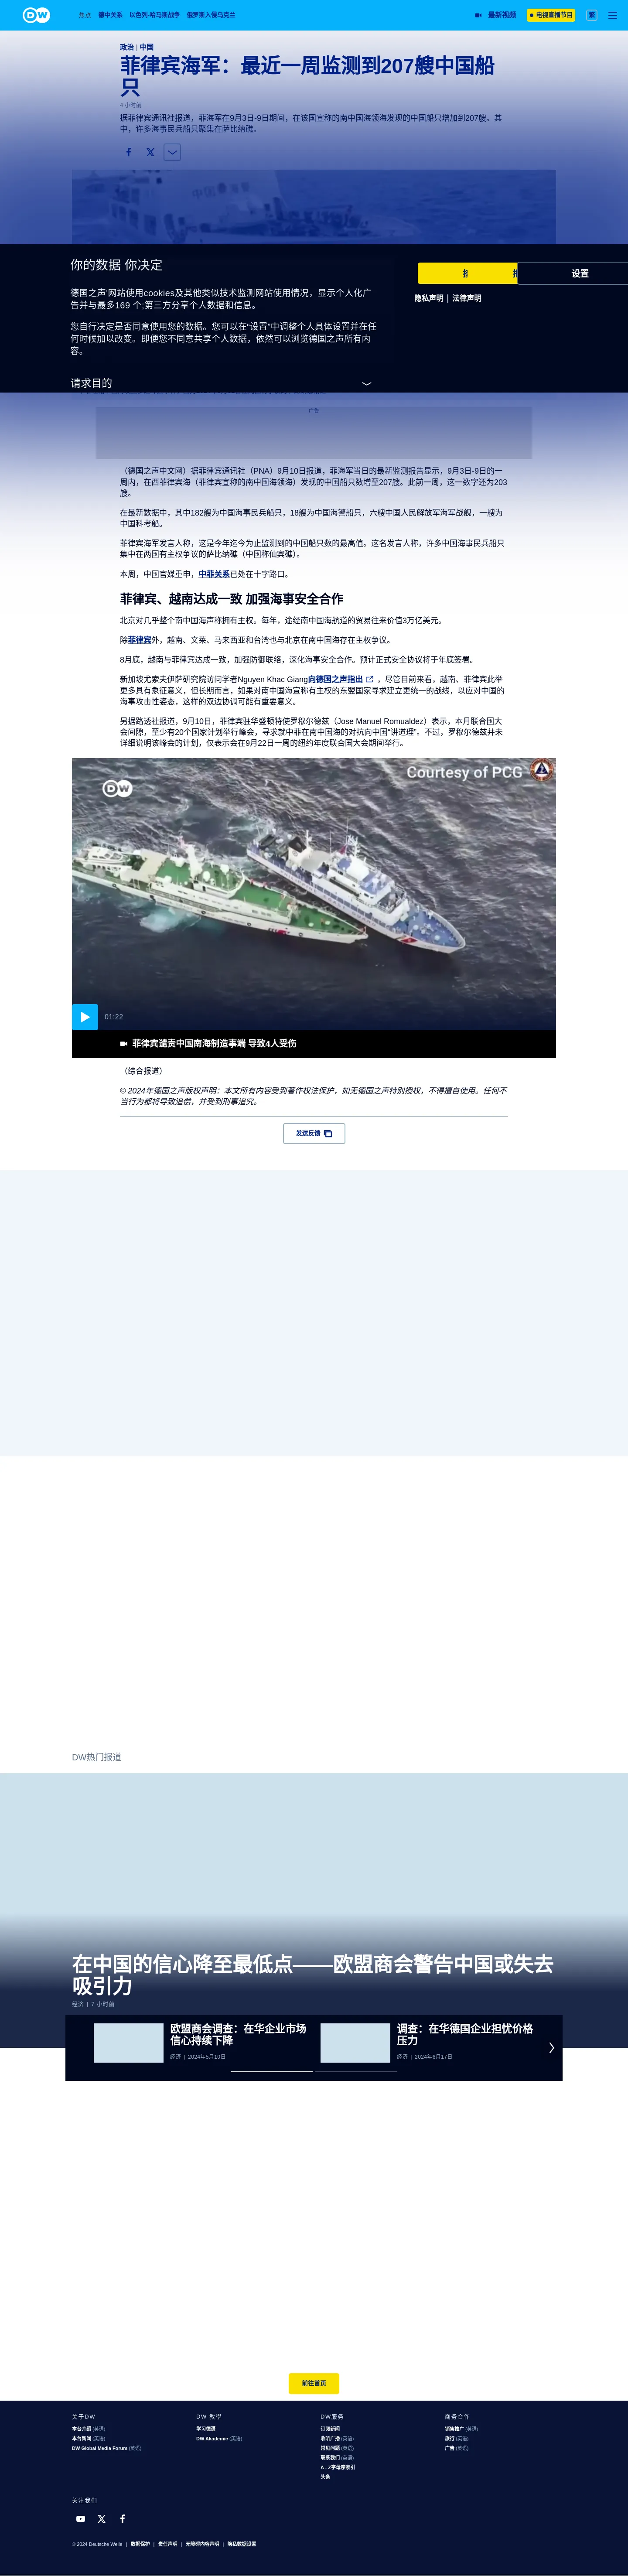 DW
焦点
德中关系
以色列-哈马斯战争
俄罗斯入侵乌克兰
最新视频
电视直播节目
繁
政治 | 中国
菲律宾海军：最近一周监测到207艘中国船
只
4 小时前
据菲律宾通讯社报道，菲海军在9月3日-9日期间，在该国宣称的南中国海领海发现的中国船只增加到207艘。其
中，许多海事民兵船只聚集在萨比纳礁。
你的数据 你决定
德国之声’网站使用cookies及其他类似技术监测网站使用情况，显示个人化广
告并与最多169 个;第三方分享个人数据和信息。
您自行决定是否同意使用您的数据。您可以在“设置”中调整个人具体设置并在任
何时候加以改变。即便您不同意共享个人数据，依然可以浏览德国之声所有内
容。
请求目的
设置
隐私声明 | 法律声明
广告
（德国之声中文网）据菲律宾通讯社（PNA）9月10日报道，菲海军当日的最新监测报告显示，9月3日-9日的一
周内，在西菲律宾海（菲律宾宣称的南中国海领海）发现的中国船只数增至207艘。此前一周，这一数字还为203
艘。
在最新数据中，其中182艘为中国海事民兵船只，18艘为中国海警船只，六艘中国人民解放军海军战舰，一艘为
中国科考船。
菲律宾海军发言人称，这是今年迄今为止监测到的中国船只数的最高值。这名发言人称，许多中国海事民兵船只
集中在两国有主权争议的萨比纳礁（中国称仙宾礁）。
本周，中国官媒重申，中菲关系已处在十字路口。
菲律宾、越南达成一致 加强海事安全合作
北京对几乎整个南中国海声称拥有主权。每年，途经南中国海航道的贸易往来价值3万亿美元。
除菲律宾外，越南、文莱、马来西亚和台湾也与北京在南中国海存在主权争议。
8月底，越南与菲律宾达成一致，加强防御联络，深化海事安全合作。预计正式安全协议将于年底签署。
新加坡尤索夫伊萨研究院访问学者Nguyen Khac Giang向德国之声指出 ，尽管目前来看，越南、菲律宾此举
更多具有象征意义，但长期而言，如果对南中国海宣称有主权的东盟国家寻求建立更统一的战线，以应对中国的
海事攻击性姿态，这样的双边协调可能有重要意义。
另据路透社报道，9月10日，菲律宾驻华盛顿特使罗穆尔德兹（Jose Manuel Romualdez）表示，本月联合国大
会间隙，至少有20个国家计划举行峰会，寻求就中菲在南中国海的对抗向中国“讲道理”。不过，罗穆尔德兹并未
详细说明该峰会的计划，仅表示会在9月22日一周的纽约年度联合国大会期间举行。
DW
Courtesy of PCG
01:22
菲律宾谴责中国南海制造事端 导致4人受伤
（综合报道）
© 2024年德国之声版权声明：本文所有内容受到著作权法保护，如无德国之声特别授权，不得擅自使用。任何不
当行为都将导致追偿，并受到刑事追究。
发送反馈
DW热门报道
在中国的信心降至最低点——欧盟商会警告中国或失去
吸引力
经济 | 7 小时前
欧盟商会调查：在华企业市场
信心持续下降
经济 | 2024年5月10日
调查：在华德国企业担忧价格
压力
经济 | 2024年6月17日
前往首页
关于DW
本台介绍 (英语)
本台新闻 (英语)
DW Global Media Forum (英语)
DW 教学
学习德语
DW Akademie (英语)
DW服务
订阅新闻
收听广播 (英语)
常见问题 (英语)
联系我们 (英语)
A - Z字母序索引
头条
商务合作
销售推广 (英语)
旅行 (英语)
广告 (英语)
关注我们
© 2024 Deutsche Welle | 数据保护 | 责任声明 | 无障碍内容声明 | 隐私数据设置